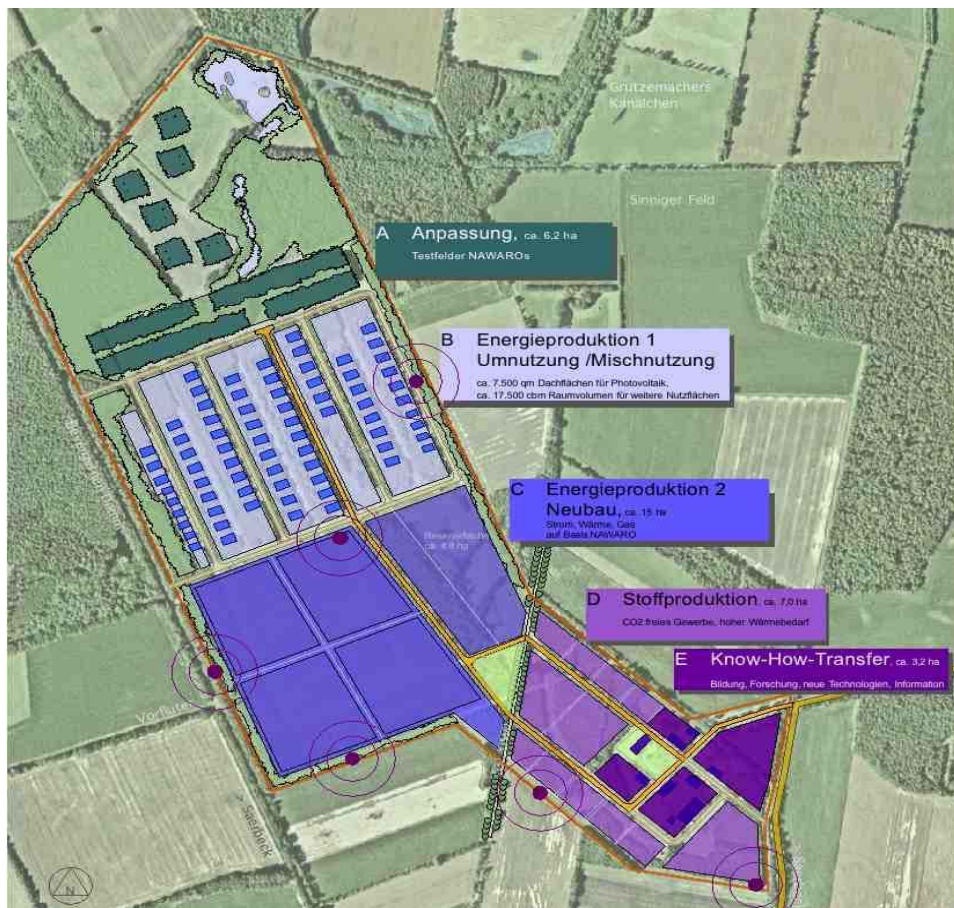 Grützemachers
Kanälchen
Sinniger Feld
A Anpassung, ca. 6,2 ha
Testfelder NAWAROs
B Energieproduktion 1
Umnutzung /Mischnutzung
ca. 7.500 qm Dachflächen für Photovoltaik,
ca. 17.500 cbm Raumvolumen für weitere Nutzflächen
C Energieproduktion 2
Neubau, ca. 15 ha
Strom, Wärme, Gas
auf Basis NAWARO
Reservefläche
D Stoffproduktion, ca. 7,0 ha
CO2 freies Gewerbe, hoher Wärmebedarf
E Know-How-Transfer, ca. 3,2 ha
Bildung, Forschung, neue Technologien, Information
Vorflute
Saerbeck
N